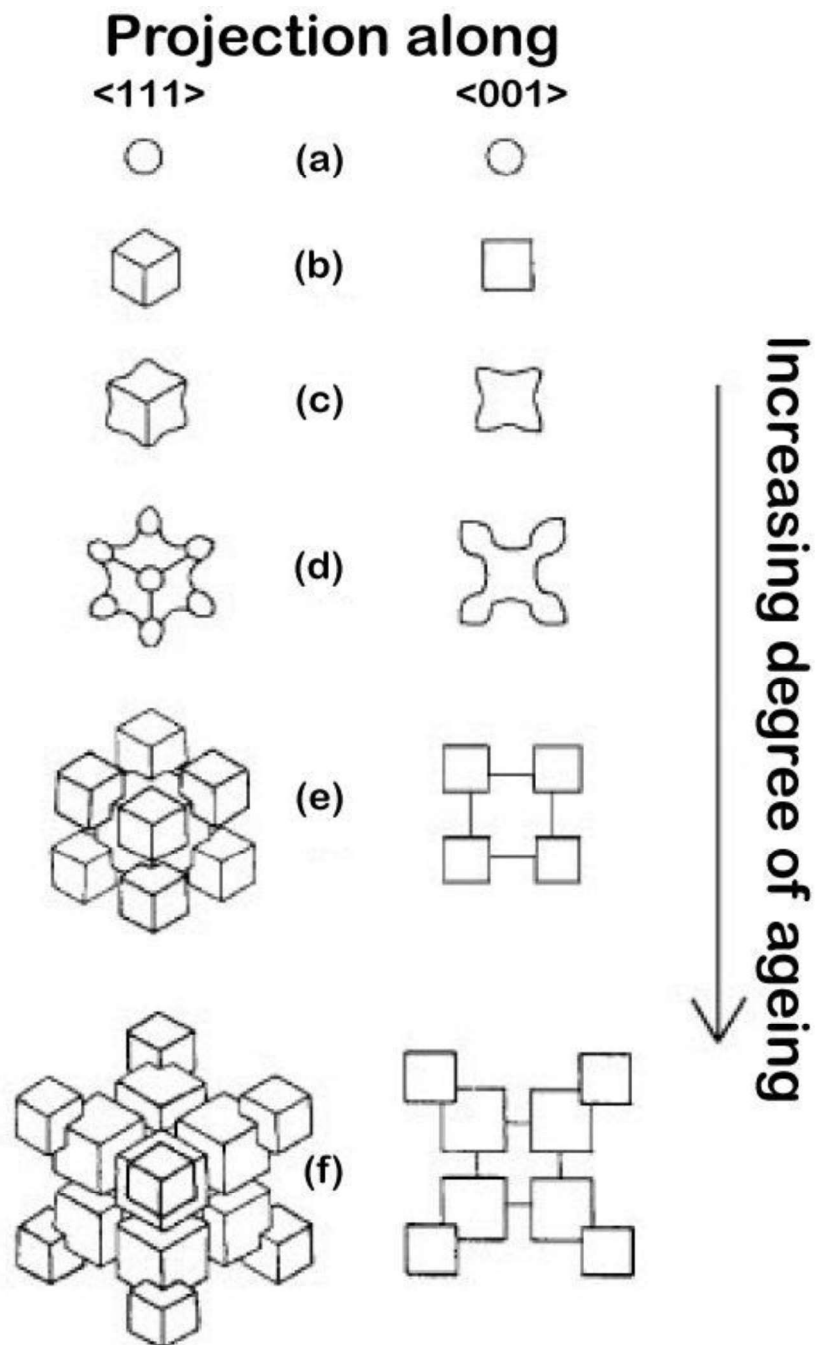 Projection along
<111> <001>
(a)
(b)
(c)
(d)
(e)
(f)
Increasing degree of ageing